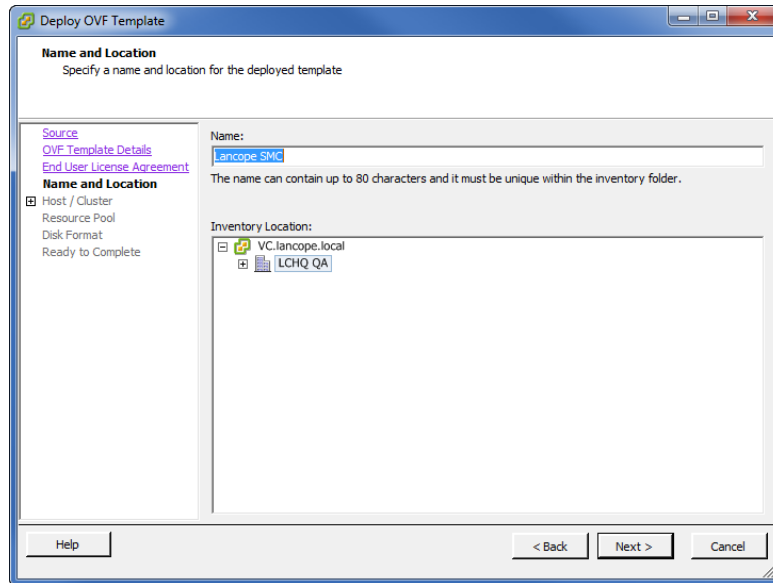 Deploy OVF Template
Name and Location
Specify a name and location for the deployed template
Source
OVF Template Details
End User License Agreement
Name and Location
Host / Cluster
Resource Pool
Disk Format
Ready to Complete
Name:
Lancope SMC
The name can contain up to 80 characters and it must be unique within the inventory folder.
Inventory Location:
VC.lancope.local
LCHQ QA
Help
< Back
Next >
Cancel